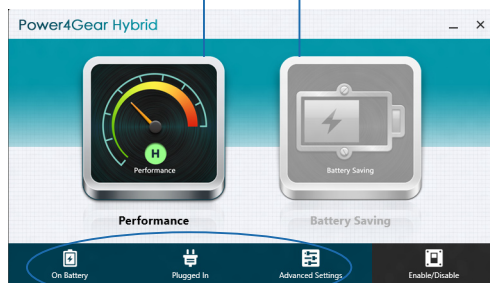 Power4Gear Hybrid
H
Performance
Battery Saving
Performance
Battery Saving
On Battery
Plugged In
Advanced Settings
Enable/Disable